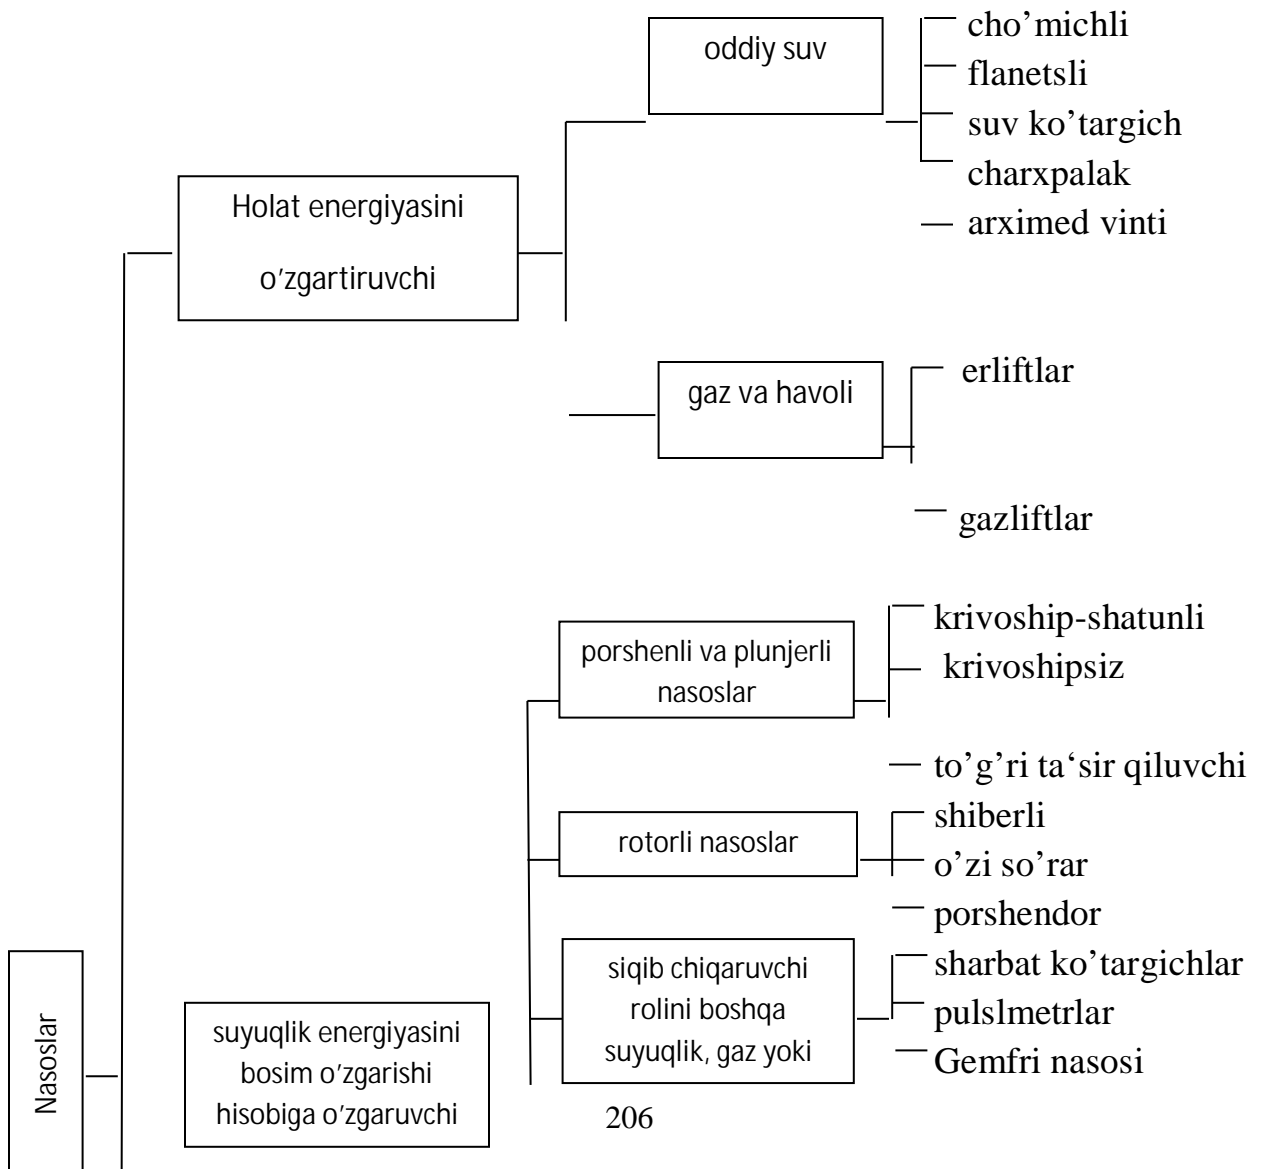 oddiy suv
cho’michli
flanetsli
suv ko’targich
charxpalak
arximed vinti
Holat energiyasini
o’zgartiruvchi
gaz va havoli
erliftlar
gazliftlar
porshenli va plunjerli
nasoslar
krivoship-shatunli
krivoshipsiz
to’g’ri ta‘sir qiluvchi
rotorli nasoslar
shiberli
o’zi so’rar
porshendor
siqib chiqaruvchi
rolini boshqa
suyuqlik, gaz yoki
sharbat ko’targichlar
pulslmetrlar
Gemfri nasosi
suyuqlik energiyasini
bosim o’zgarishi
hisobiga o’zgaruvchi
Nasoslar
206